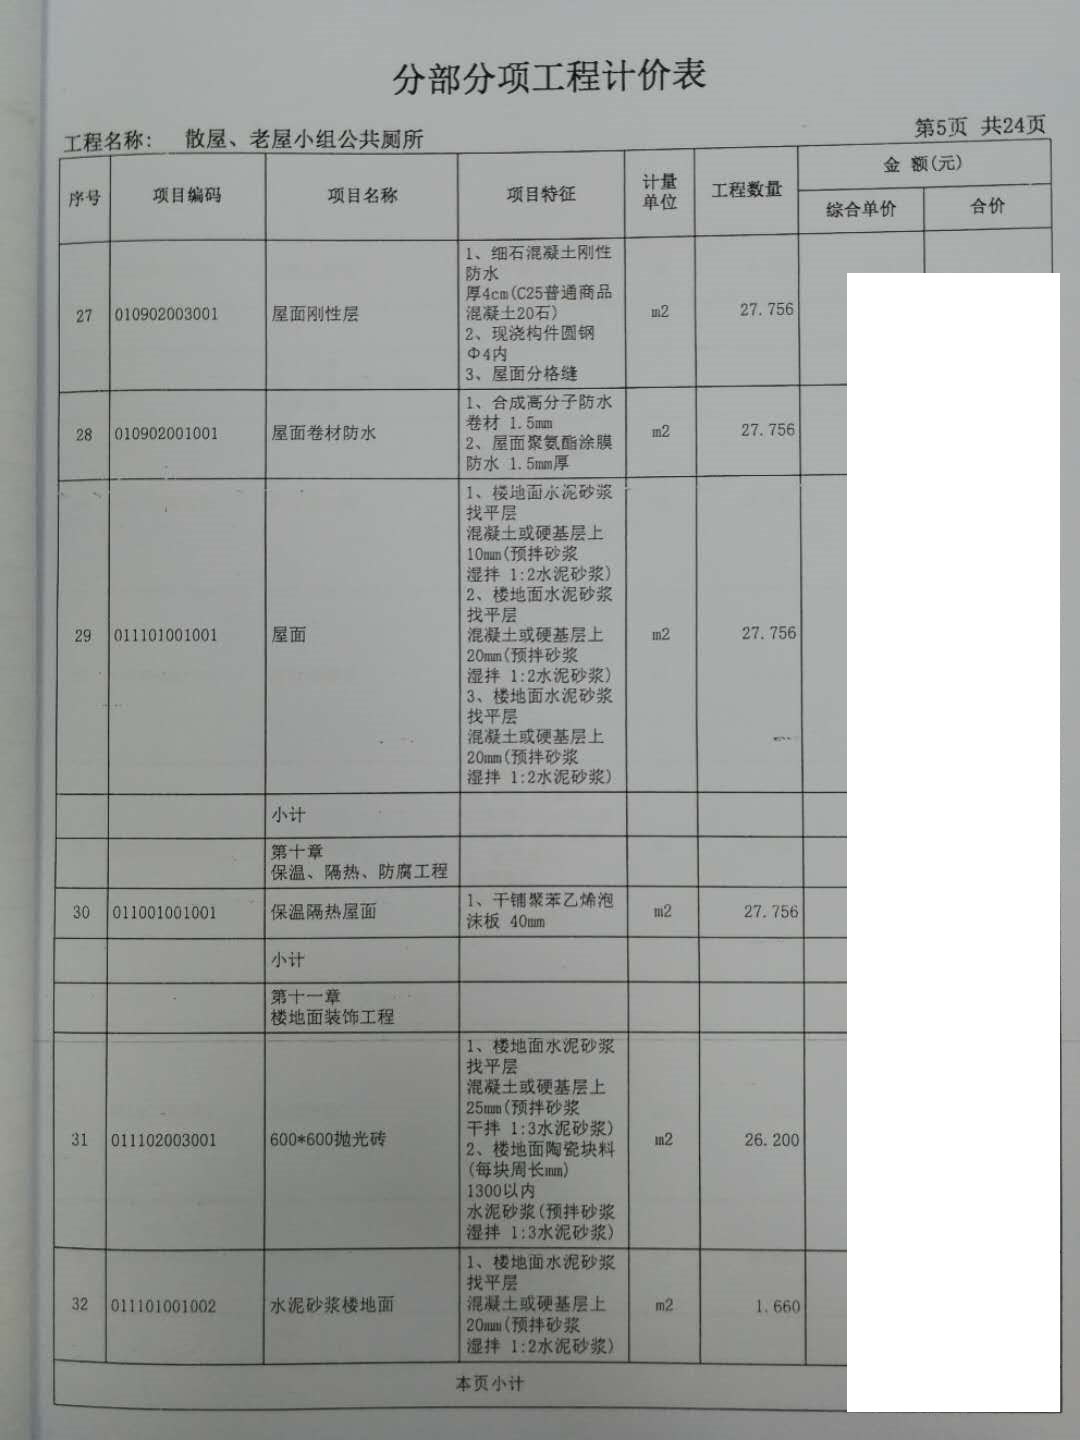 分部分项工程计价表
工程名称： 散屋、老屋小组公共厕所
第5页 共24页
序号 项目编码 项目名称 项目特征 计量单位 工程数量 金 额(元)
综合单价 合价
27 010902003001 屋面刚性层 m2 27.756
1、细石混凝土刚性
防水
厚4cm(C25普通商品
混凝土20石)
2、现浇构件圆钢
Φ4内
3、屋面分格缝
28 010902001001 屋面卷材防水 m2 27.756
1、合成高分子防水
卷材 1.5mm
2、屋面聚氨酯涂膜
防水 1.5mm厚
29 011101001001 屋面 m2 27.756
1、楼地面水泥砂浆
找平层
混凝土或硬基层上
10mm(预拌砂浆
湿拌 1:2水泥砂浆)
2、楼地面水泥砂浆
找平层
混凝土或硬基层上
20mm(预拌砂浆
湿拌 1:2水泥砂浆)
3、楼地面水泥砂浆
找平层
混凝土或硬基层上
20mm(预拌砂浆
湿拌 1:2水泥砂浆)
小计
第十章
保温、隔热、防腐工程
30 011001001001 保温隔热屋面 m2 27.756
1、干铺聚苯乙烯泡
沫板 40mm
小计
第十一章
楼地面装饰工程
31 011102003001 600*600抛光砖 m2 26.200
1、楼地面水泥砂浆
找平层
混凝土或硬基层上
25mm(预拌砂浆
干拌 1:3水泥砂浆)
2、楼地面陶瓷块料
(每块周长mm)
1300以内
水泥砂浆(预拌砂浆
湿拌 1:3水泥砂浆)
32 011101001002 水泥砂浆楼地面 m2 1.660
1、楼地面水泥砂浆
找平层
混凝土或硬基层上
20mm(预拌砂浆
湿拌 1:2水泥砂浆)
本页小计